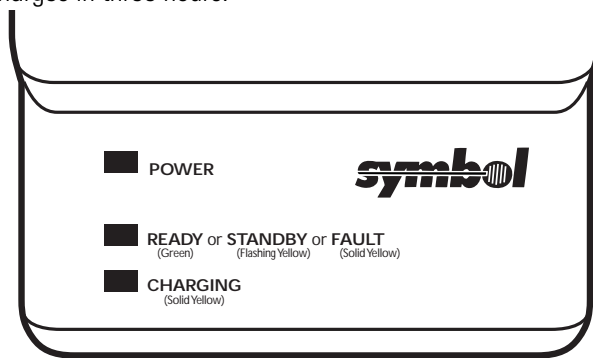 charges in three hours.
POWER
symbol
READY or STANDBY or FAULT
(Green) (Flashing Yellow) (Solid Yellow)
CHARGING
(Solid Yellow)